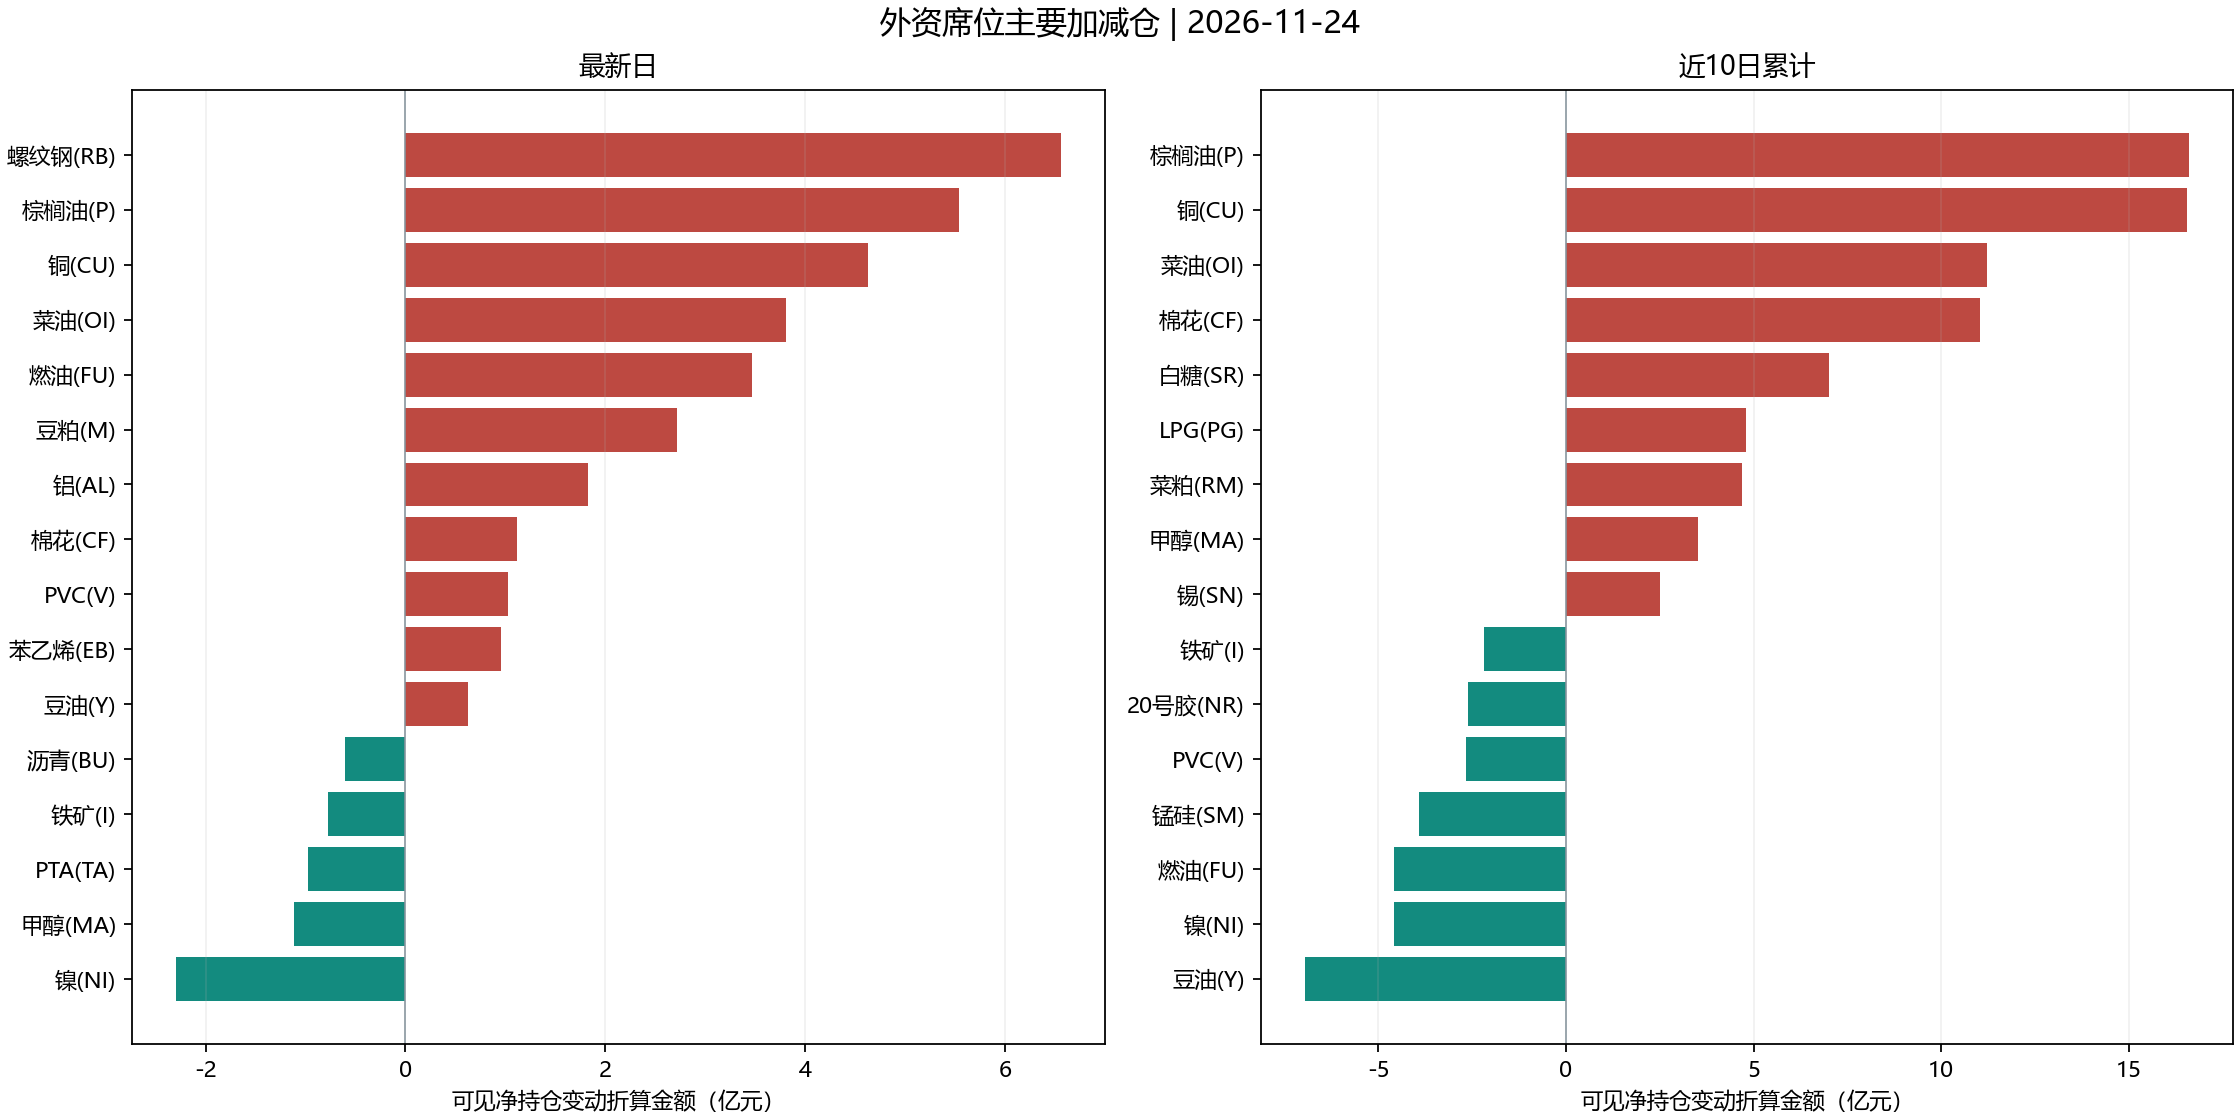 外资席位主要加减仓 | 2026-11-24
最新日
螺纹钢(RB)
棕榈油(P)
铜(CU)
菜油(OI)
燃油(FU)
豆粕(M)
铝(AL)
棉花(CF)
PVC(V)
苯乙烯(EB)
豆油(Y)
沥青(BU)
铁矿(I)
PTA(TA)
甲醇(MA)
镍(NI)
-2 0 2 4 6
可见净持仓变动折算金额（亿元）
近10日累计
棕榈油(P)
铜(CU)
菜油(OI)
棉花(CF)
白糖(SR)
LPG(PG)
菜粕(RM)
甲醇(MA)
锡(SN)
铁矿(I)
20号胶(NR)
PVC(V)
锰硅(SM)
燃油(FU)
镍(NI)
豆油(Y)
-5 0 5 10 15
可见净持仓变动折算金额（亿元）